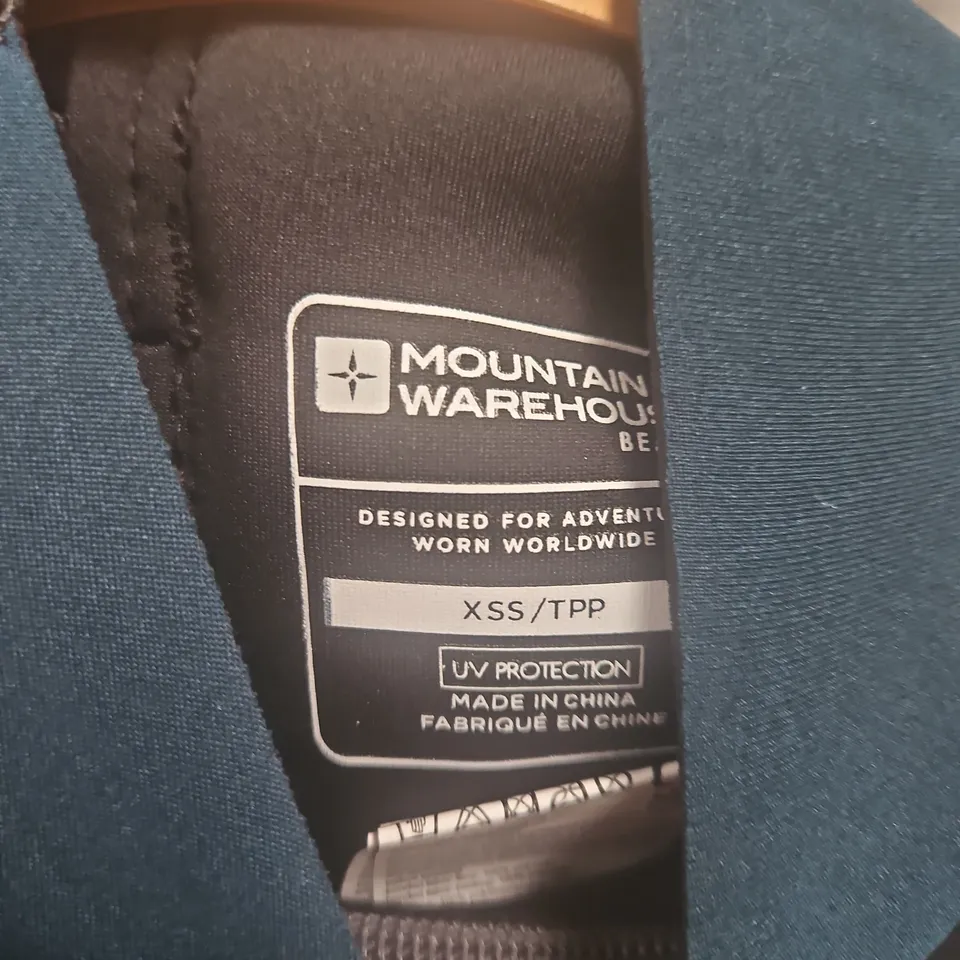 MOUNTAIN
WAREHOUS
BE
DESIGNED FOR ADVENTU
WORN WORLDWIDE
XSS/TPP
UV PROTECTION
MADE IN CHINA
FABRIQUÉ EN CHINE